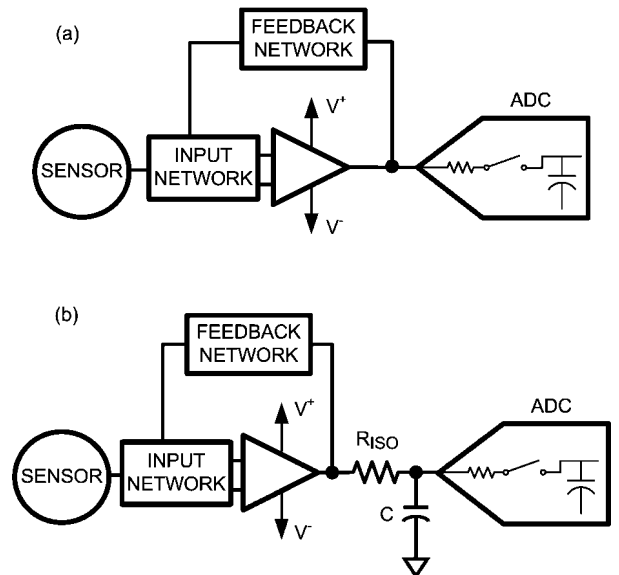 (a)
FEEDBACK
NETWORK
V+
ADC
SENSOR
INPUT
NETWORK
V-
(b)
FEEDBACK
NETWORK
V+
RISO
ADC
SENSOR
INPUT
NETWORK
C
V-